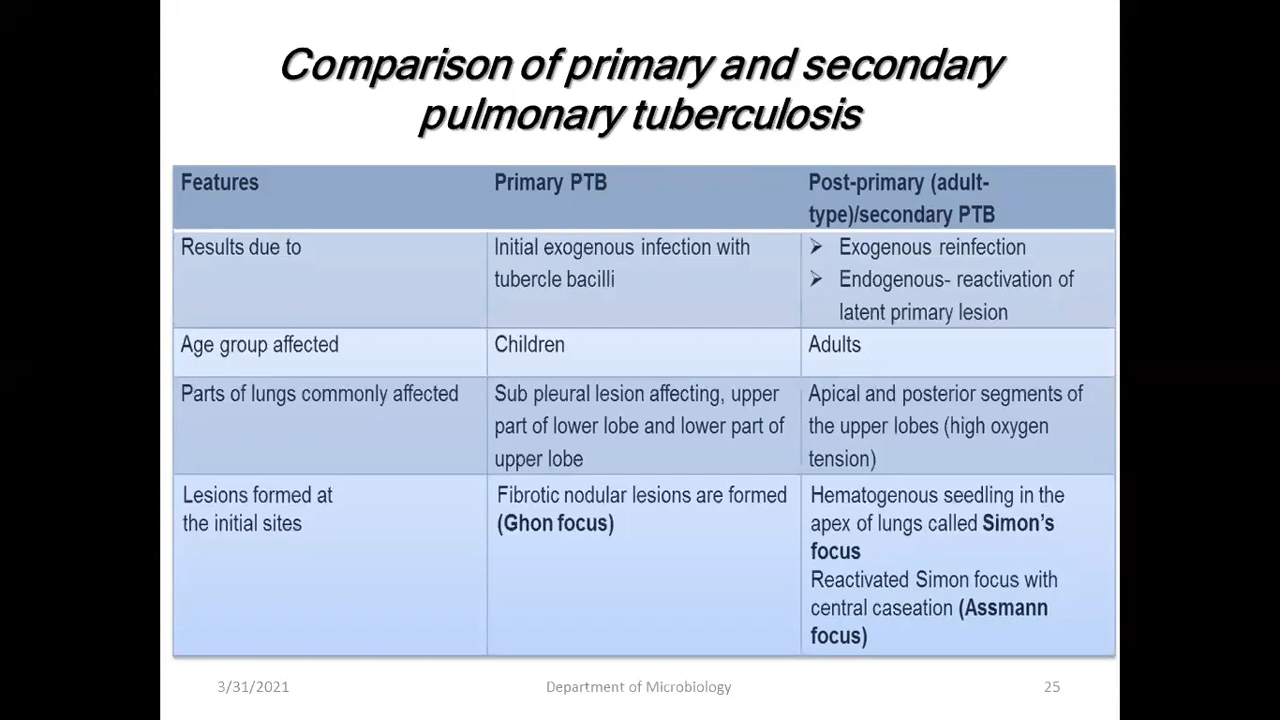 Comparison of primary and secondary
pulmonary tuberculosis
Features
Primary PTB
Post-primary (adult-
type)/secondary PTB
Results due to
Initial exogenous infection with
tubercle bacilli
➢ Exogenous reinfection
➢ Endogenous- reactivation of
latent primary lesion
Age group affected
Children
Adults
Parts of lungs commonly affected
Sub pleural lesion affecting, upper
part of lower lobe and lower part of
upper lobe
Apical and posterior segments of
the upper lobes (high oxygen
tension)
Lesions formed at
the initial sites
Fibrotic nodular lesions are formed
(Ghon focus)
Hematogenous seedling in the
apex of lungs called Simon's
focus
Reactivated Simon focus with
central caseation (Assmann
focus)
3/31/2021
Department of Microbiology
25